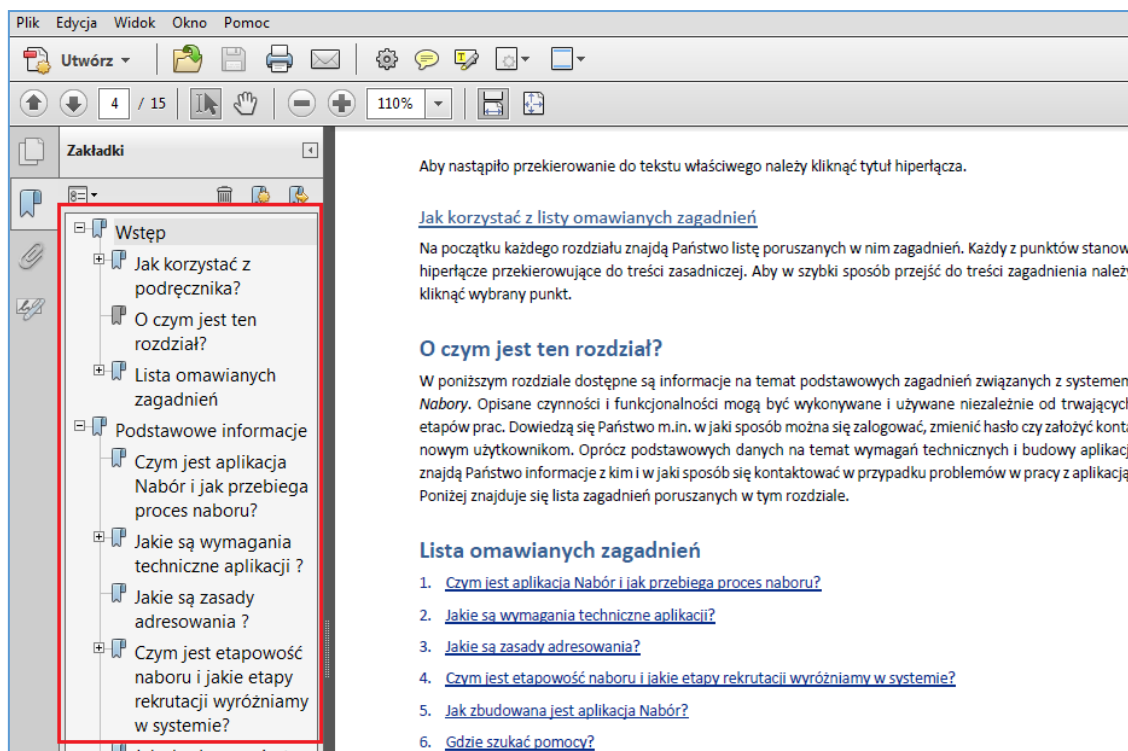 Plik Edycja Widok Okno Pomoc
Utwórz
4 / 15 110%
Zakładki
Wstęp
Jak korzystać z
podręcznika?
O czym jest ten
rozdział?
Lista omawianych
zagadnień
Podstawowe informacje
Czym jest aplikacja
Nabór i jak przebiega
proces naboru?
Jakie są wymagania
techniczne aplikacji ?
Jakie są zasady
adresowania ?
Czym jest etapowość
naboru i jakie etapy
rekrutacji wyróżniamy
w systemie?
Aby nastąpiło przekierowanie do tekstu właściwego należy kliknąć tytuł hiperłącza.
Jak korzystać z listy omawianych zagadnień
Na początku każdego rozdziału znajdą Państwo listę poruszanych w nim zagadnień. Każdy z punktów stanow
hiperłącze przekierowujące do treści zasadniczej. Aby w szybki sposób przejść do treści zagadnienia należy
kliknąć wybrany punkt.
O czym jest ten rozdział?
W poniższym rozdziale dostępne są informacje na temat podstawowych zagadnień związanych z systemem
Nabory. Opisane czynności i funkcjonalności mogą być wykonywane i używane niezależnie od trwających
etapów prac. Dowiedzą się Państwo m.in. w jaki sposób można się zalogować, zmienić hasło czy założyć konta
nowym użytkownikom. Oprócz podstawowych danych na temat wymagań technicznych i budowy aplikacj
znajdą Państwo informacje z kim i w jaki sposób się kontaktować w przypadku problemów w pracy z aplikacją
Poniżej znajduje się lista zagadnień poruszanych w tym rozdziale.
Lista omawianych zagadnień
1. Czym jest aplikacja Nabór i jak przebiega proces naboru?
2. Jakie są wymagania techniczne aplikacji?
3. Jakie są zasady adresowania?
4. Czym jest etapowość naboru i jakie etapy rekrutacji wyróżniamy w systemie?
5. Jak zbudowana jest aplikacja Nabór?
6. Gdzie szukać pomocy?